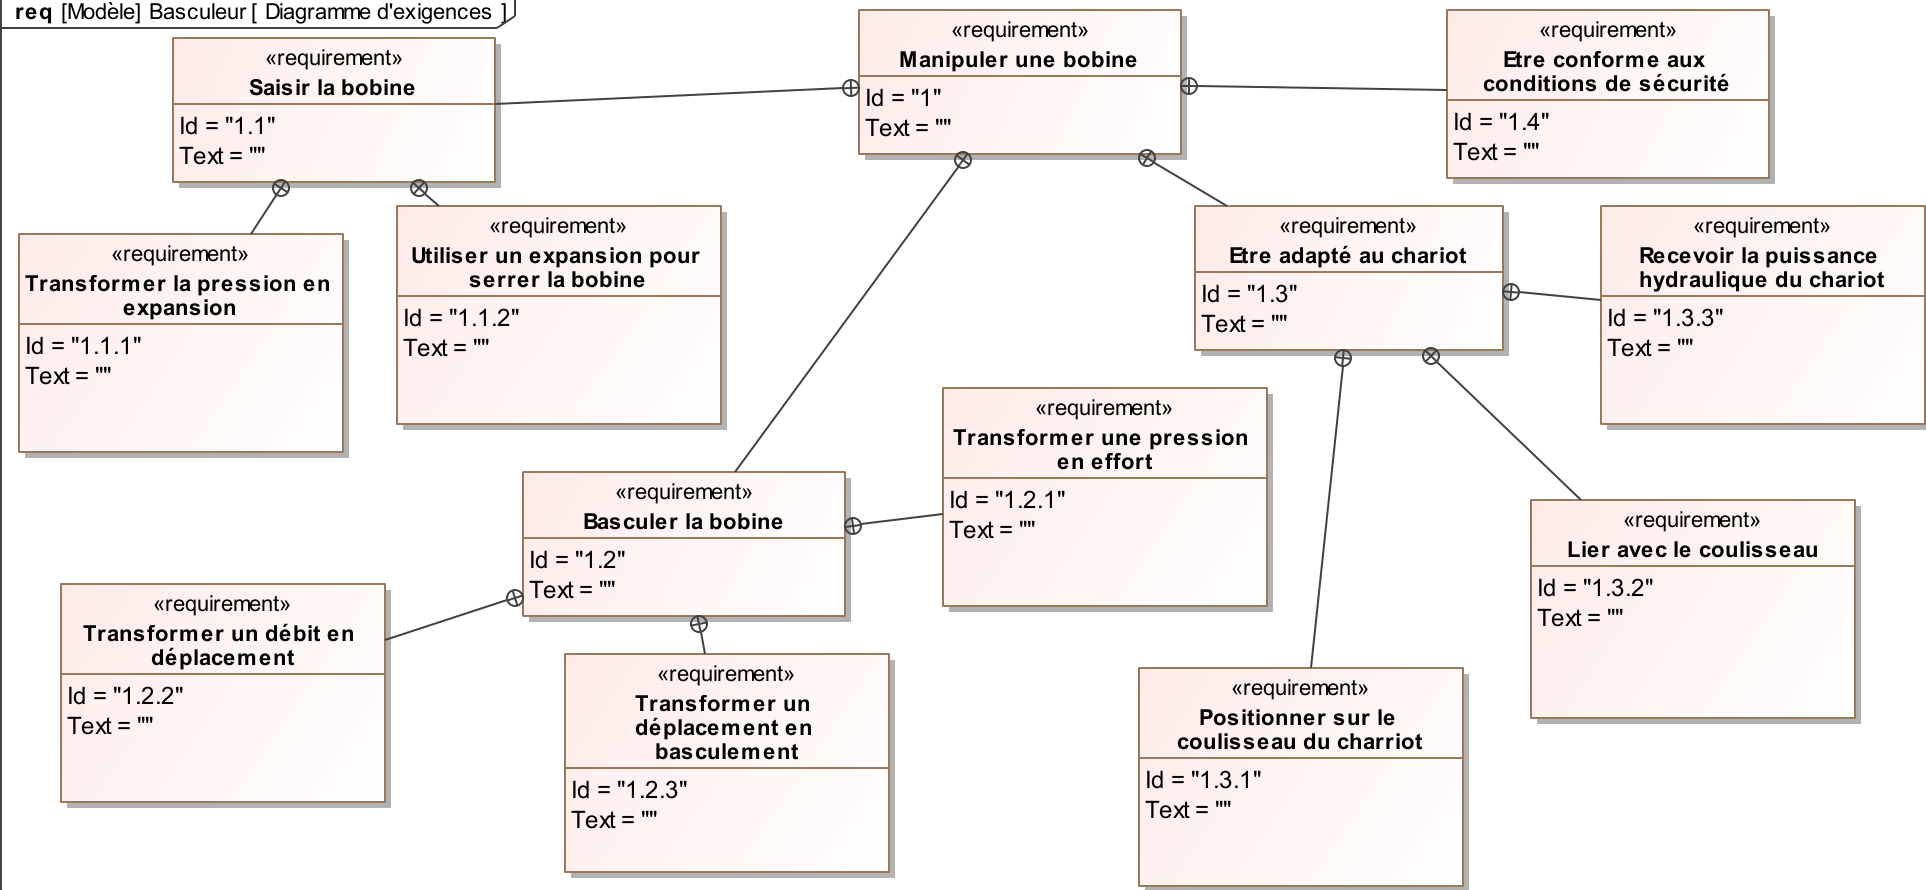 req [Modèle] Basculeur [ Diagramme d'exigences ]
«requirement»
Saisir la bobine
Id = "1.1"
Text = ""
«requirement»
Manipuler une bobine
Id = "1"
Text = ""
«requirement»
Etre conforme aux
conditions de sécurité
Id = "1.4"
Text = ""
«requirement»
Transformer la pression en
expansion
Id = "1.1.1"
Text = ""
«requirement»
Utiliser un expansion pour
serrer la bobine
Id = "1.1.2"
Text = ""
«requirement»
Etre adapté au chariot
Id = "1.3"
Text = ""
«requirement»
Recevoir la puissance
hydraulique du chariot
Id = "1.3.3"
Text = ""
«requirement»
Transformer une pression
en effort
Id = "1.2.1"
Text = ""
«requirement»
Basculer la bobine
Id = "1.2"
Text = ""
«requirement»
Lier avec le coulisseau
Id = "1.3.2"
Text = ""
«requirement»
Transformer un débit en
déplacement
Id = "1.2.2"
Text = ""
«requirement»
Transformer un
déplacement en
basculement
Id = "1.2.3"
Text = ""
«requirement»
Positionner sur le
coulisseau du charriot
Id = "1.3.1"
Text = ""